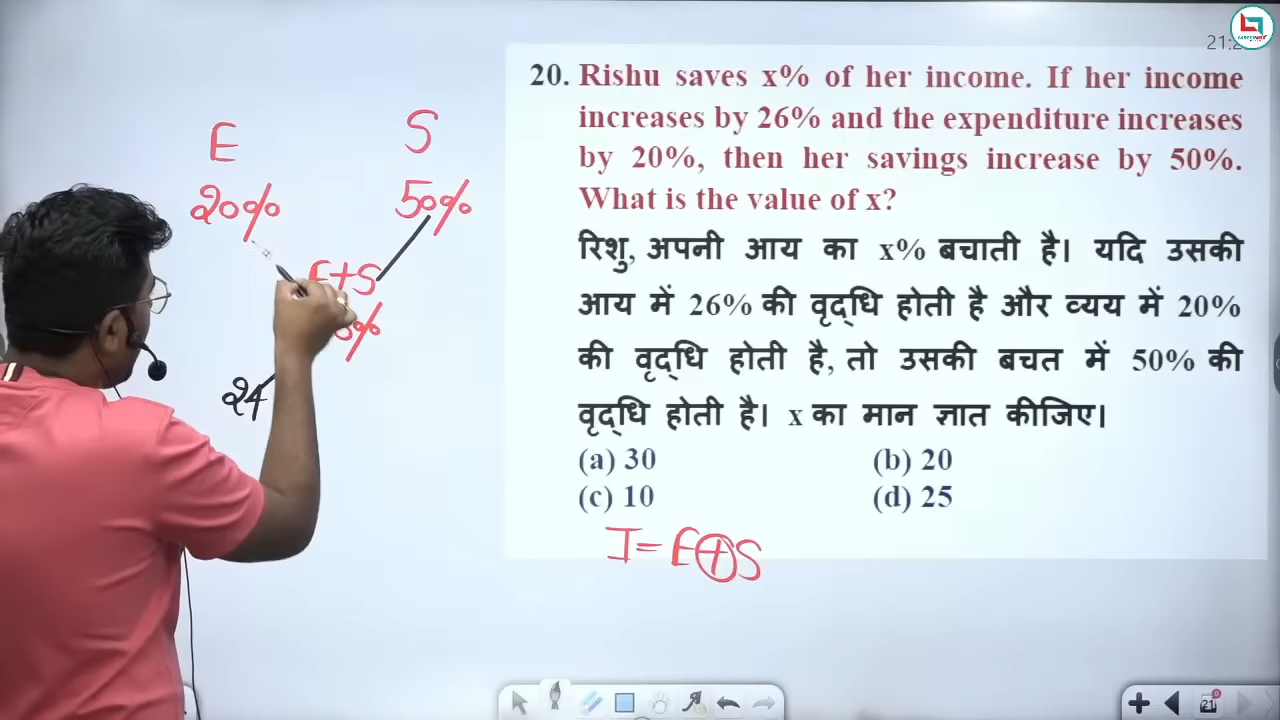 20. Rishu saves x% of her income. If her income
increases by 26% and the expenditure increases
by 20%, then her savings increase by 50%.
What is the value of x?
रिशु, अपनी आय का x% बचाती है। यदि उसकी
आय में 26% की वृद्धि होती है और व्यय में 20%
की वृद्धि होती है, तो उसकी बचत में 50% की
वृद्धि होती है। x का मान ज्ञात कीजिए।
(a) 30 (b) 20
(c) 10 (d) 25
I = E + S
E S
20% 50%
+S
%
24
21